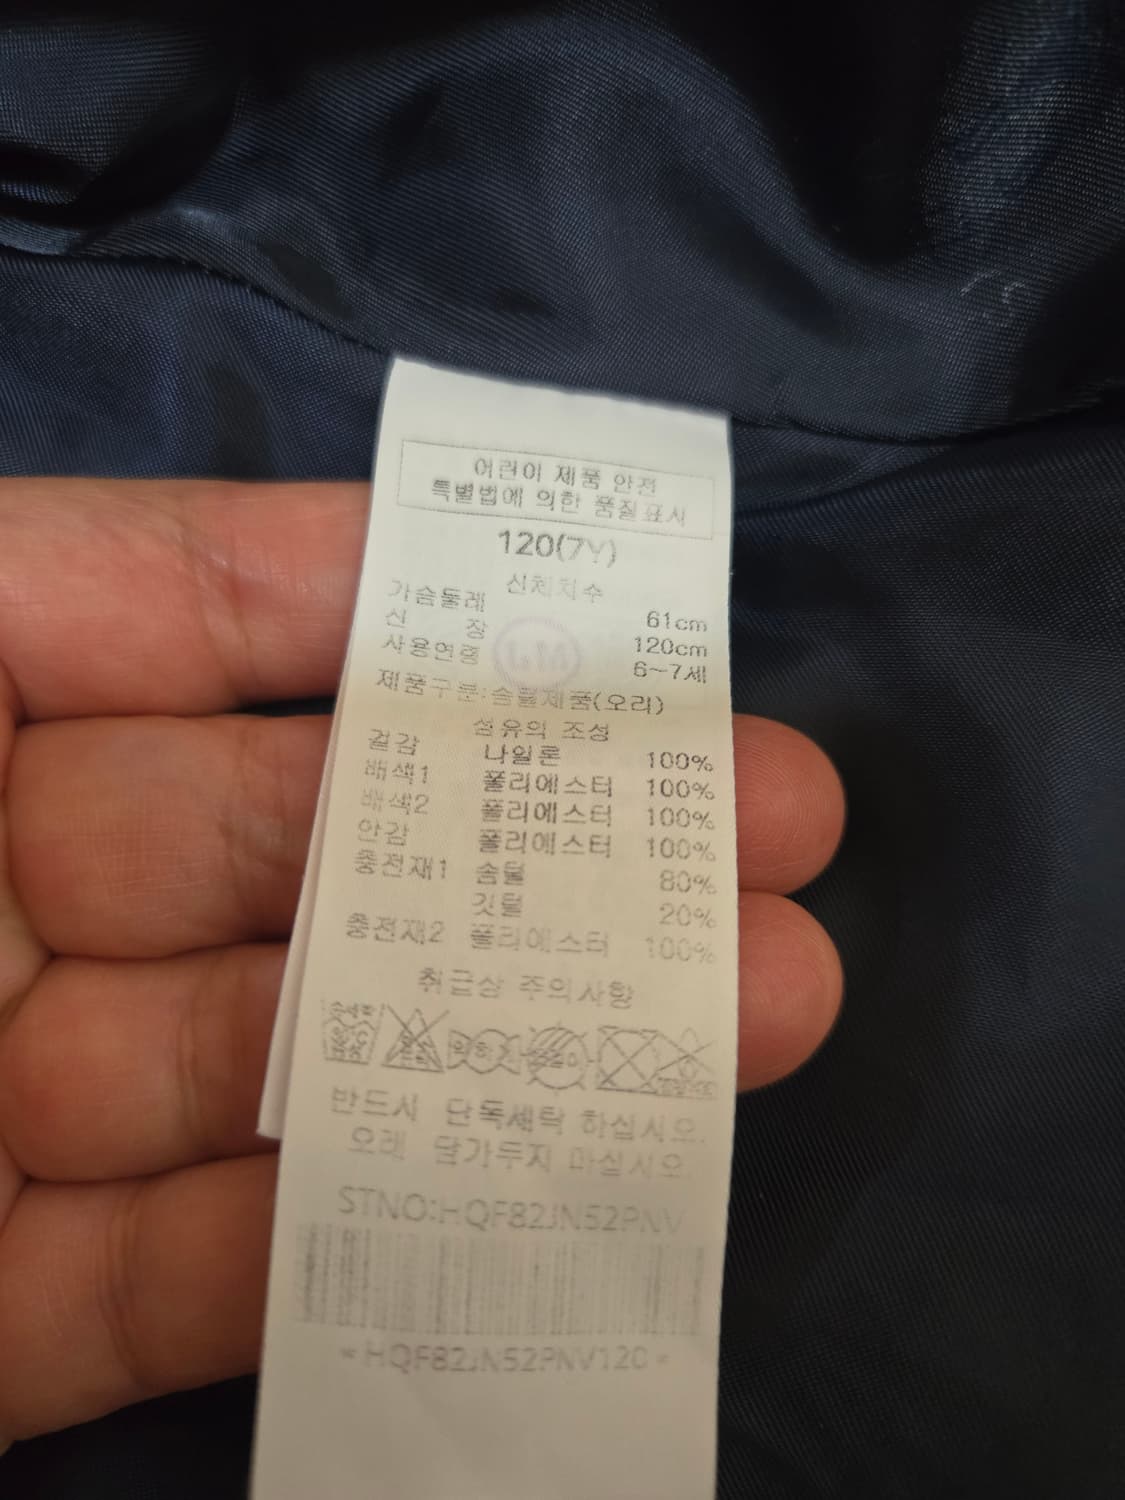 어린이 제품 안전
특별법에 의한 품질표시
120(7Y)
신체치수
가슴둘레 61cm
신 장 120cm
사용연령 6~7세
제품구분:솜털제품(오리)
섬유의 조성
겉감 나일론 100%
배색1 폴리에스터 100%
배색2 폴리에스터 100%
안감 폴리에스터 100%
충전재1 솜털 80%
깃털 20%
충전재2 폴리에스터 100%
취급상 주의사항
반드시 단독세탁 하십시오.
오래 담가두지 마십시오.
STNO:HQF82JN52PNV
*HQF82JN52PNV120*